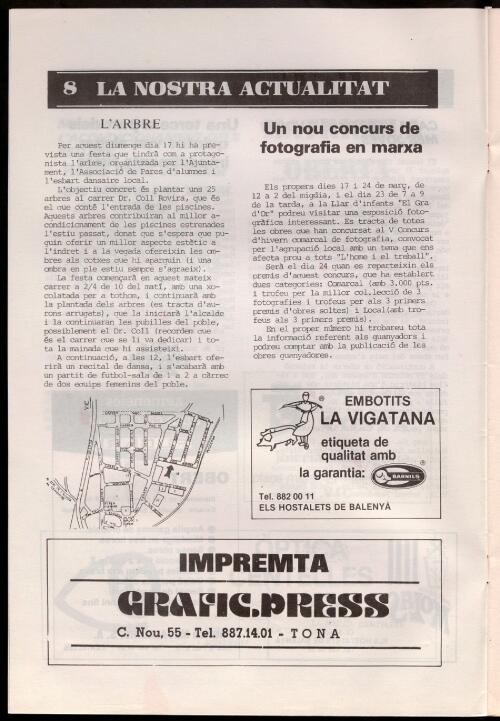 8 LA NOSTRA ACTUALITAT
L'ARBRE
Per aquest diumenge dia 17 hi ha pre-
vista una festa que tindrà com a protago-
nista l'arbre, organitzada per l'Ajunta-
ment, l'Associació de Pares d'alumnes i
l'esbart dansaire local.
L'objectiu concret és plantar uns 25
arbres al carrer Dr. Coll Rovira, que és
el que conté l'entrada de les piscines.
Aquests arbres contribuiran al millor a-
condicionament de les piscines estrenades
l'estiu passat, donat que s'espera que pu-
guin oferir un millor aspecte estètic a
l'indret i a la vegada ofereixin les om-
bres als cotxes que hi aparquin (i una
ombra en ple estiu sempre s'agraeix).
La festa començarà en aquest mateix
carrer a 2/4 de 10 del matí, amb una xo-
colatada per a tothom, i continuarà amb
la plantada dels arbres (es tracta d'au-
rons arrugats), que la iniciarà l'alcalde
i la continuaran les pubilles del poble,
possiblement el Dr. Coll (recordem que
és el carrer que se li va dedicar) i to-
ta la mainada que hi assisteixi.
A continuació, a les 12, l'esbart ofe-
rirà un recital de dansa, i s'acabarà amb
un partit de futbol-sala de 1 a 2 a càrrec
de dos equips femenins del poble.
Un nou concurs de
fotografia en marxa
Els propers dies 17 i 24 de març, de
12 a 2 del migdia, i el dia 23 de 7 a 9
de la tarda, a la Llar d'infants "El Gra
d'Or" podreu visitar una esposició foto-
gràfica interessant. Es tracta de totes
les obres que han concursat al V Concurs
d'hivern comarcal de fotografia, convocat
per l'agrupació local amb un tema que ens
afecta prou a tots "L'home i el treball".
Serà el dia 24 quan es reparteixin els
premis d'aquest concurs, que ha establert
dues categories: Comarcal (amb 3.000 pts.
i trofeu per la millor col.lecció de 3
fotografies i trofeus per als 3 primers
premis d'obres soltes) i Local(amb tro-
feus als 3 primers premis).
En el proper número hi trobareu tota
la informació referent als guanyadors i
podreu comptar amb la publicació de les
obres guanyadores.
EMBOTITS
LA VIGATANA
etiqueta de
qualitat amb
la garantia:
BARNILS
Tel. 882 00 11
ELS HOSTALETS DE BALENYÀ
IMPREMTA
GRAFIC.PRESS
C. Nou, 55 - Tel. 887.14.01 - TONA